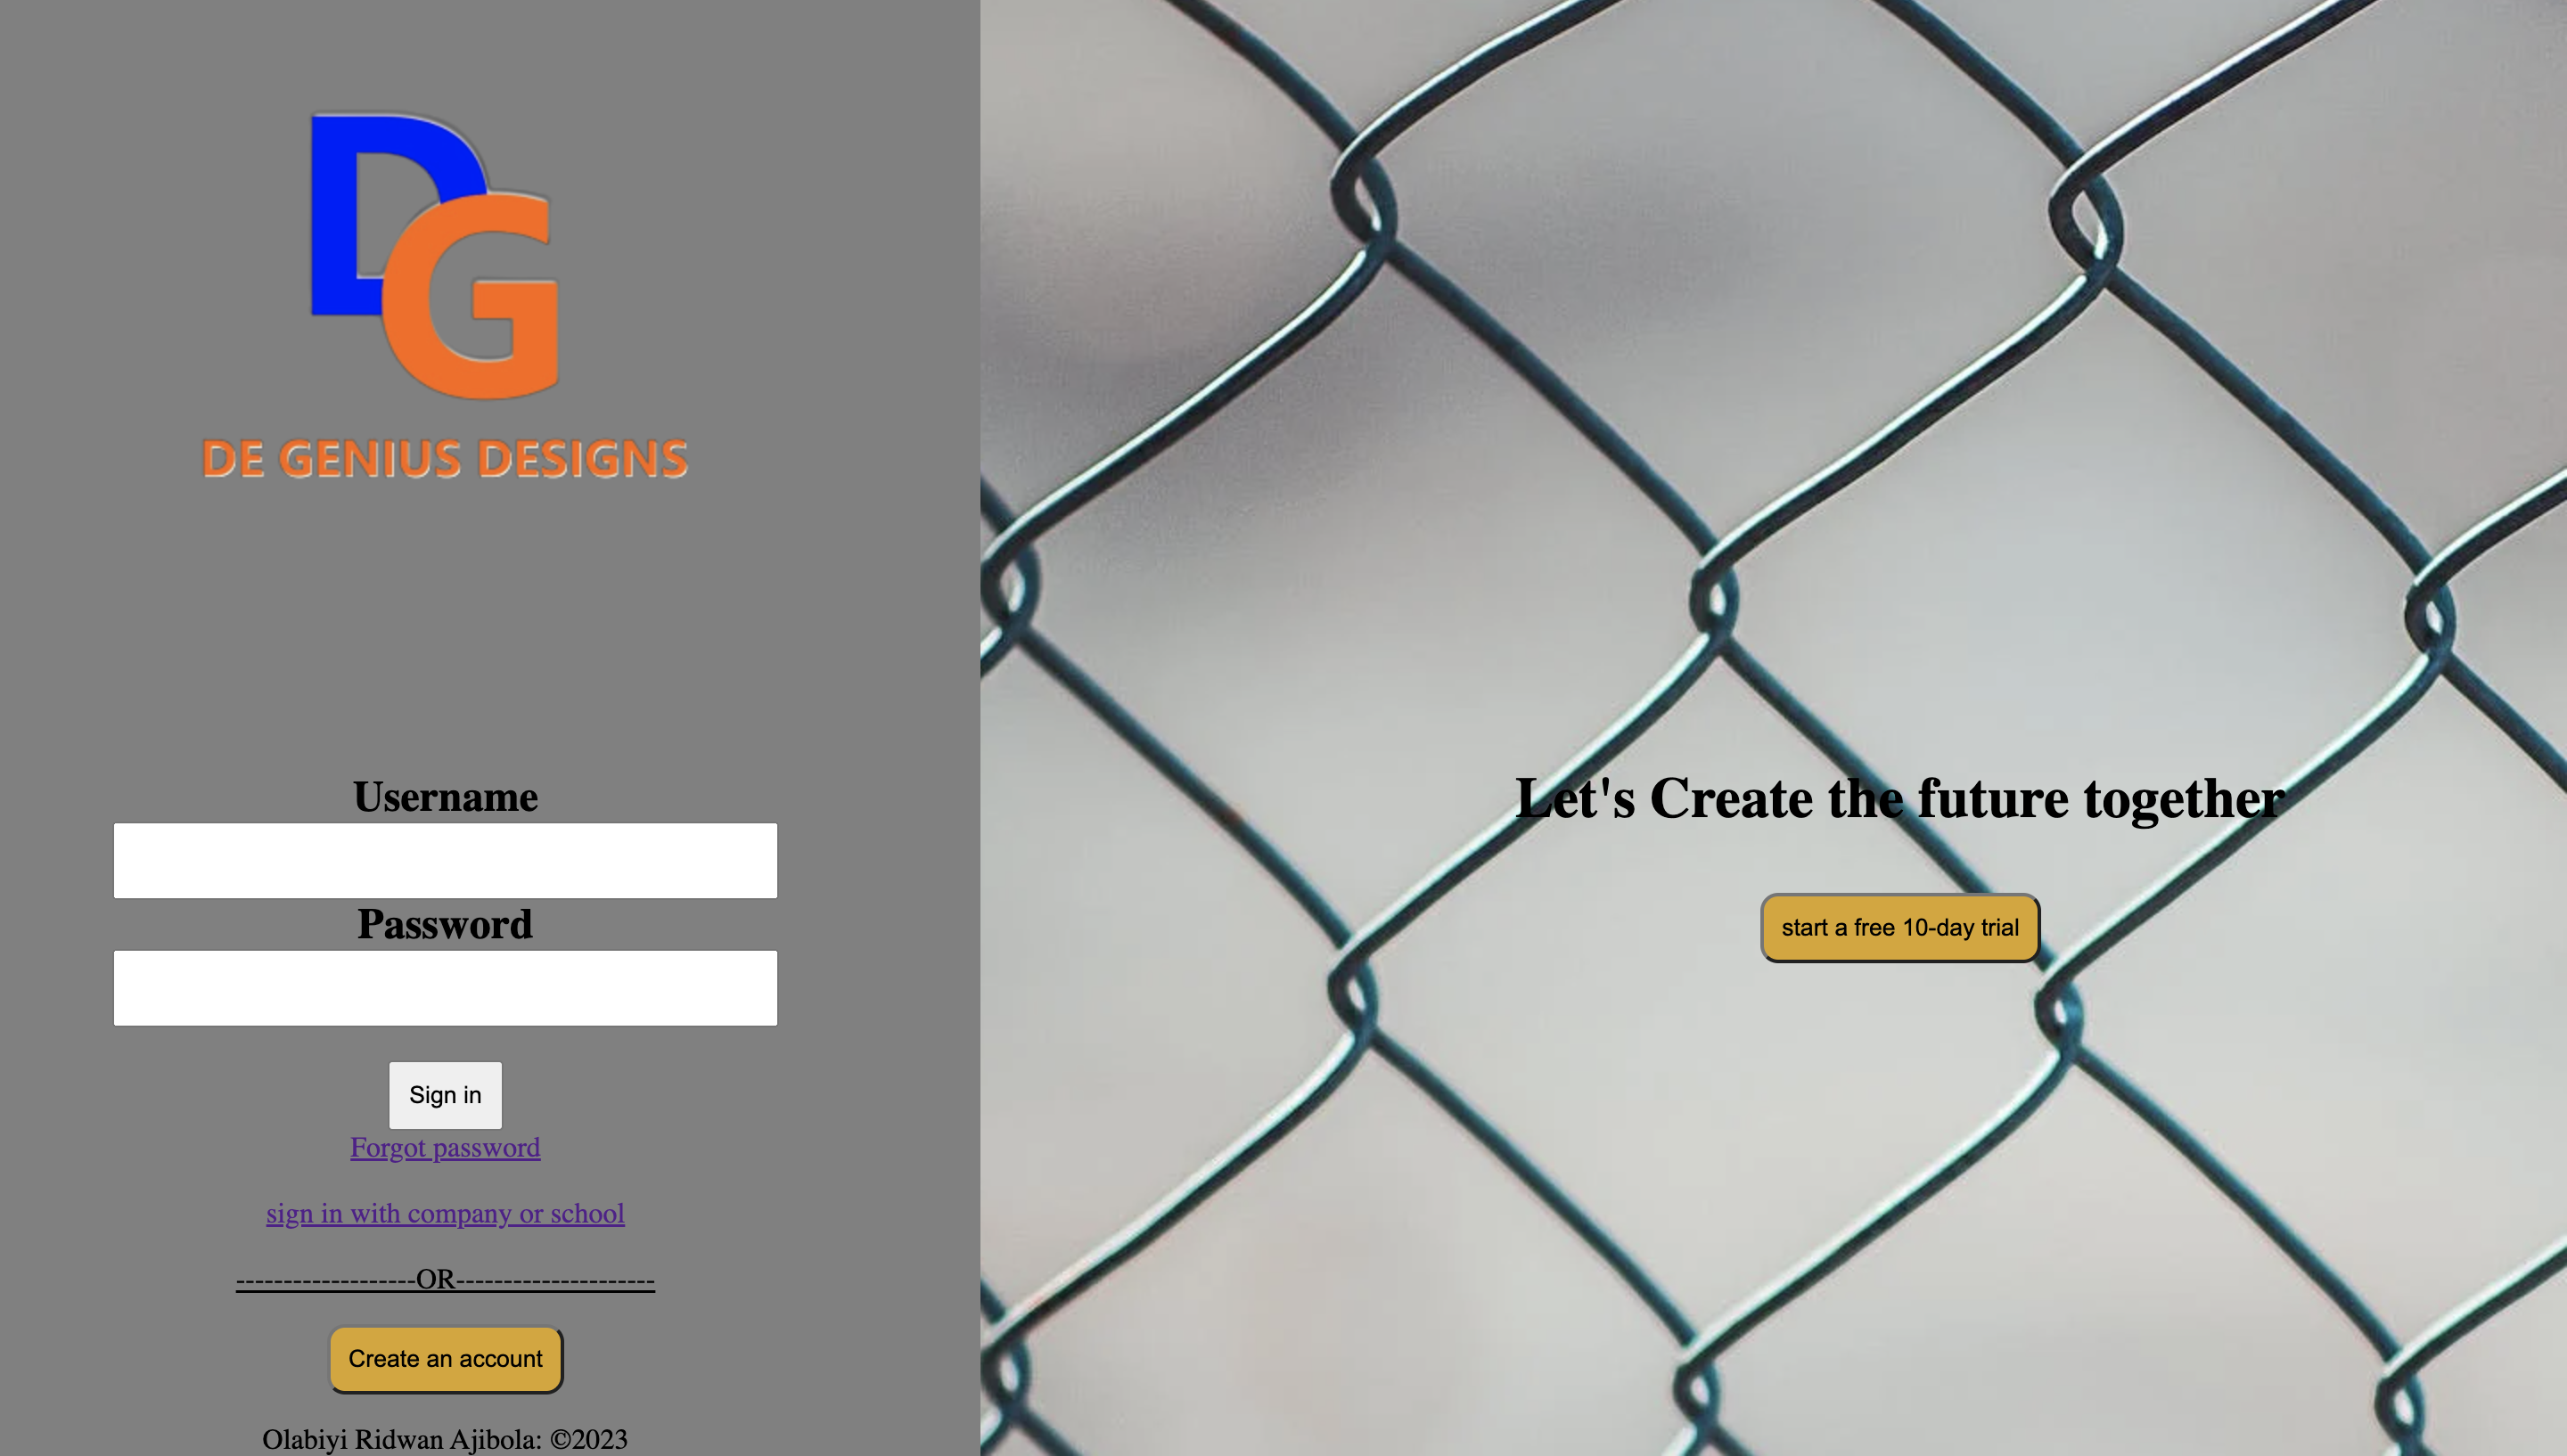 DG
DE GENIUS DESIGNS
Username
Password
Sign in
Forgot password
sign in with company or school
-------------------OR---------------------
Create an account
Olabiyi Ridwan Ajibola: ©2023
Let's Create the future together
start a free 10-day trial